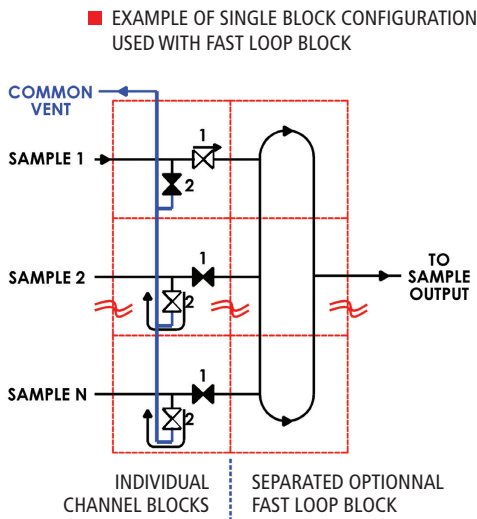 EXAMPLE OF SINGLE BLOCK CONFIGURATION
USED WITH FAST LOOP BLOCK
COMMON
VENT
1
SAMPLE 1
2
1
SAMPLE 2
2
TO
SAMPLE
OUTPUT
1
SAMPLE N
2
INDIVIDUAL
CHANNEL BLOCKS
SEPARATED OPTIONNAL
FAST LOOP BLOCK